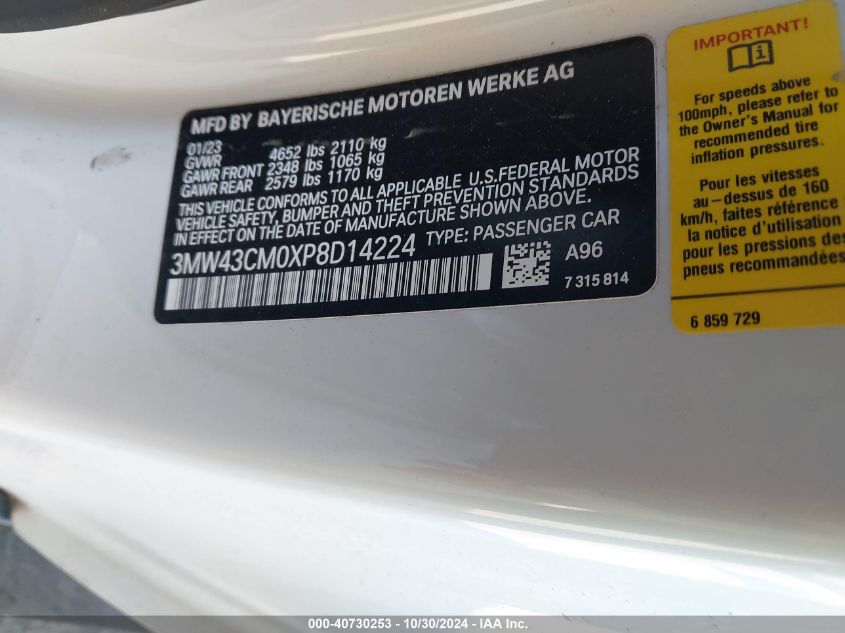 MFD BY BAYERISCHE MOTOREN WERKE AG
01/23
GVWR 4652 lbs 2110 kg
GAWR FRONT 2348 lbs 1065 kg
GAWR REAR 2579 lbs 1170 kg
THIS VEHICLE CONFORMS TO ALL APPLICABLE U.S.FEDERAL MOTOR
VEHICLE SAFETY, BUMPER AND THEFT PREVENTION STANDARDS
IN EFFECT ON THE DATE OF MANUFACTURE SHOWN ABOVE.
3MW43CM0XP8D14224 TYPE: PASSENGER CAR
A96
7 315 814
IMPORTANT!
For speeds above
100mph, please refer to
the Owner's Manual for
recommended tire
inflation pressures.
Pour les vitesses
au-dessus de 160
km/h, faites référence
à la notice d'utilisation
pour les pressions de
pneus recommandées.
6 859 729
000-40730253 - 10/30/2024 - IAA Inc.